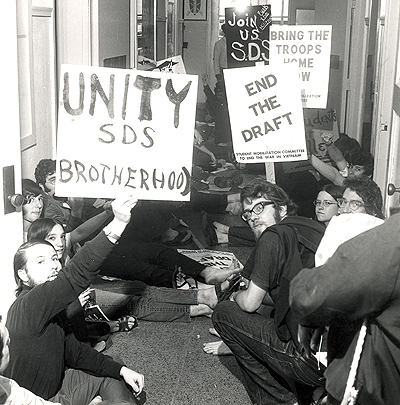 JOIN
US
S.D.S.
BRING THE
TROOPS
HOME
NOW
UNITY
SDS
BROTHERHOOD
END
THE
DRAFT
STUDENT MOBILIZATION COMMITTEE
TO END THE WAR IN VIETNAM